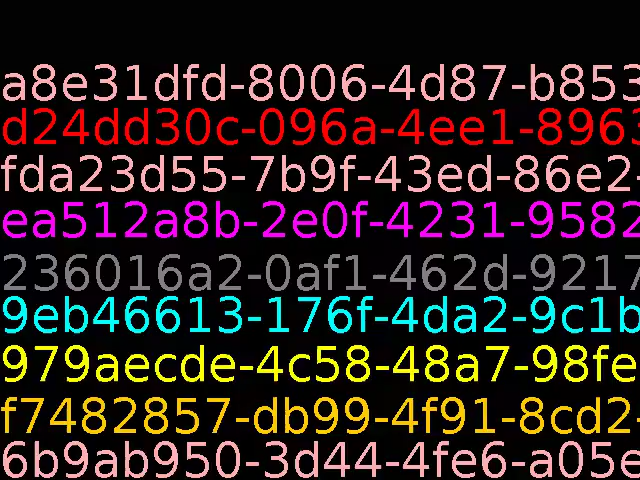 a8e31dfd-8006-4d87-b853
d24dd30c-096a-4ee1-8963
fda23d55-7b9f-43ed-86e2-
ea512a8b-2e0f-4231-9582
236016a2-0af1-462d-9217
9eb46613-176f-4da2-9c1b
979aecde-4c58-48a7-98fe
f7482857-db99-4f91-8cd2-
6b9ab950-3d44-4fe6-a05e